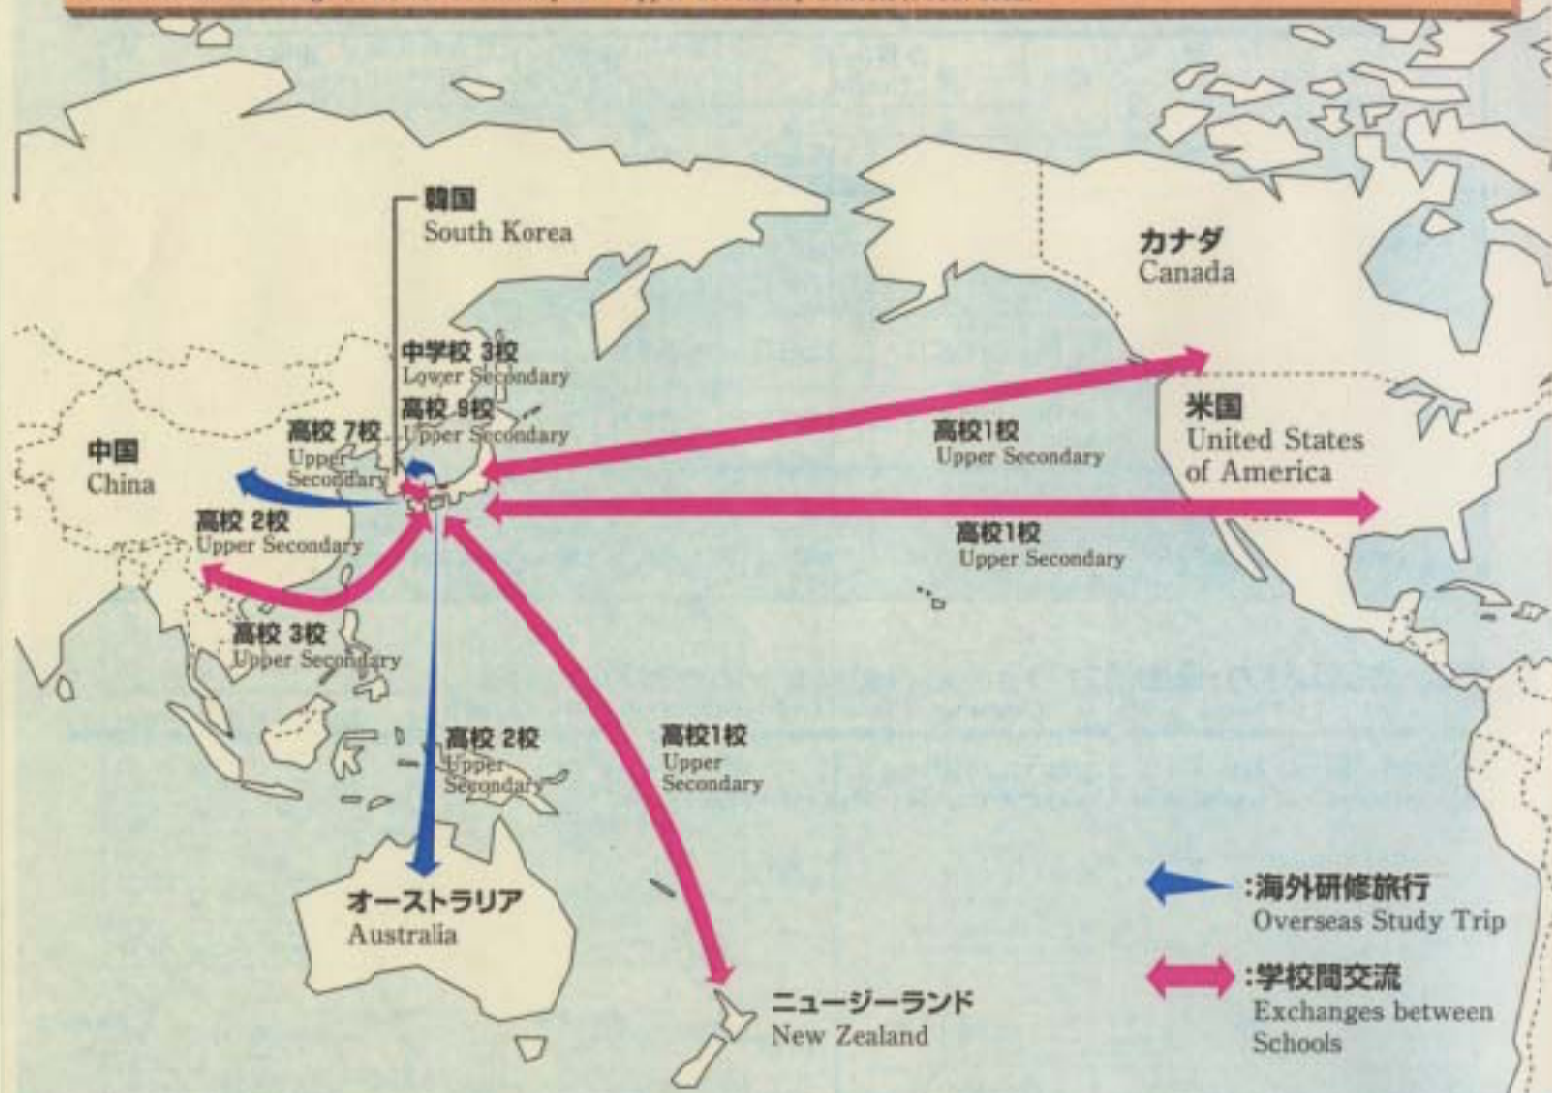 韓国
South Korea
カナダ
Canada
中学校 3校
Lower Secondary
高校 9校
Upper Secondary
高校 7校
Upper
Secondary
中国
China
高校1校
Upper Secondary
米国
United States
of America
高校 2校
Upper Secondary
高校1校
Upper Secondary
高校 3校
Upper Secondary
高校 2校
Upper
Secondary
高校1校
Upper
Secondary
オーストラリア
Australia
ニュージーランド
New Zealand
:海外研修旅行
Overseas Study Trip
:学校間交流
Exchanges between
Schools